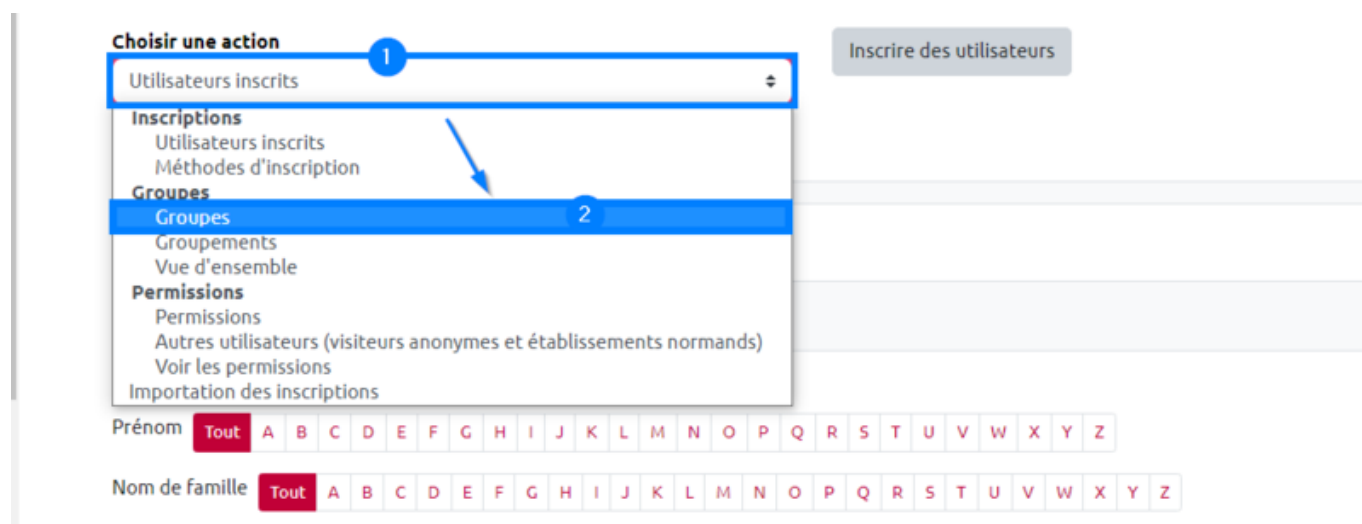 Choisir une action
1
Inscrire des utilisateurs
Utilisateurs inscrits
Inscriptions
Utilisateurs inscrits
Méthodes d'inscription
Groupes
Groupes 2
Groupements
Vue d'ensemble
Permissions
Permissions
Autres utilisateurs (visiteurs anonymes et établissements normands)
Voir les permissions
Importation des inscriptions
Prénom Tout A B C D E F G H I J K L M N O P Q R S T U V W X Y Z
Nom de famille Tout A B C D E F G H I J K L M N O P Q R S T U V W X Y Z